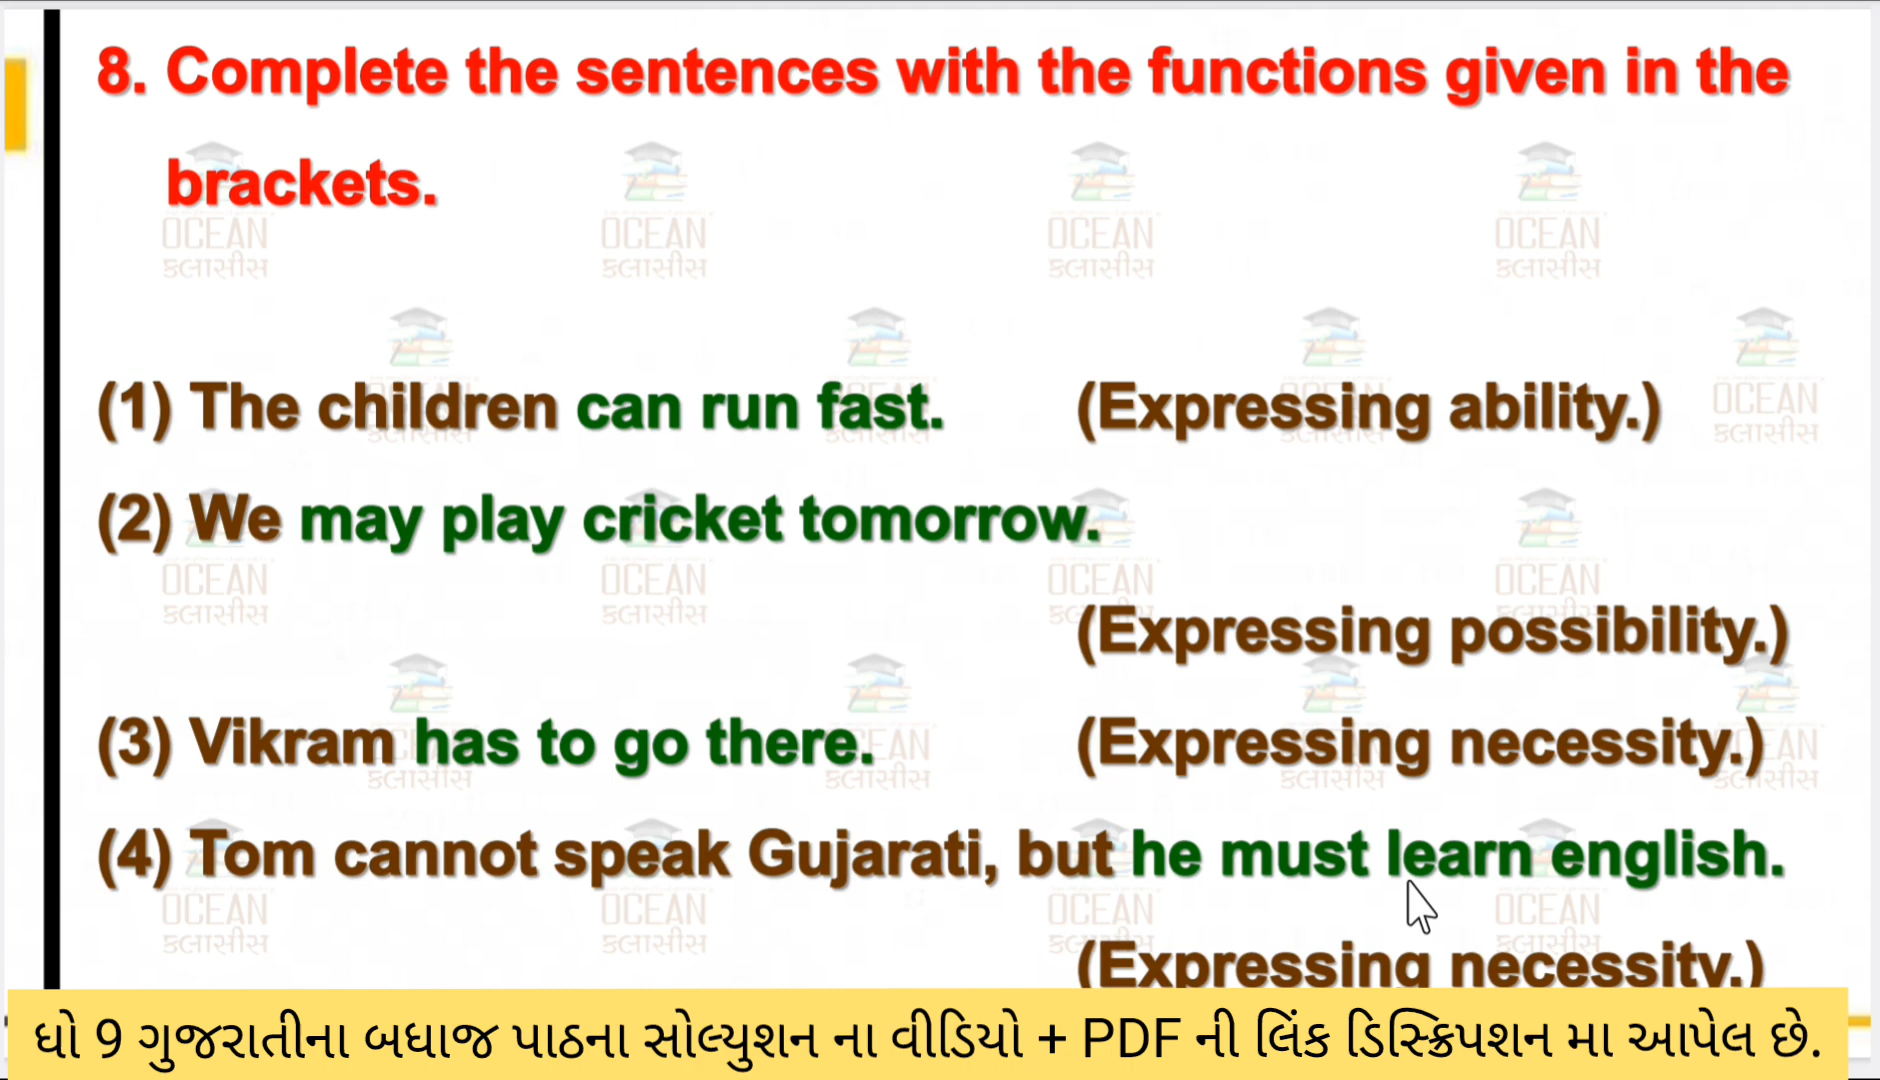 8. Complete the sentences with the functions given in the
brackets.
(1) The children can run fast. (Expressing ability.)
(2) We may play cricket tomorrow.
(Expressing possibility.)
(3) Vikram has to go there. (Expressing necessity.)
(4) Tom cannot speak Gujarati, but he must learn english.
(Expressing necessity.)
ધો 9 ગુજરાતીના બધાજ પાઠના સોલ્યુશન ના વીડિયો + PDF ની લિંક ડિસ્ક્રિપશન મા આપેલ છે.
OCEAN
ક્લાસીસ